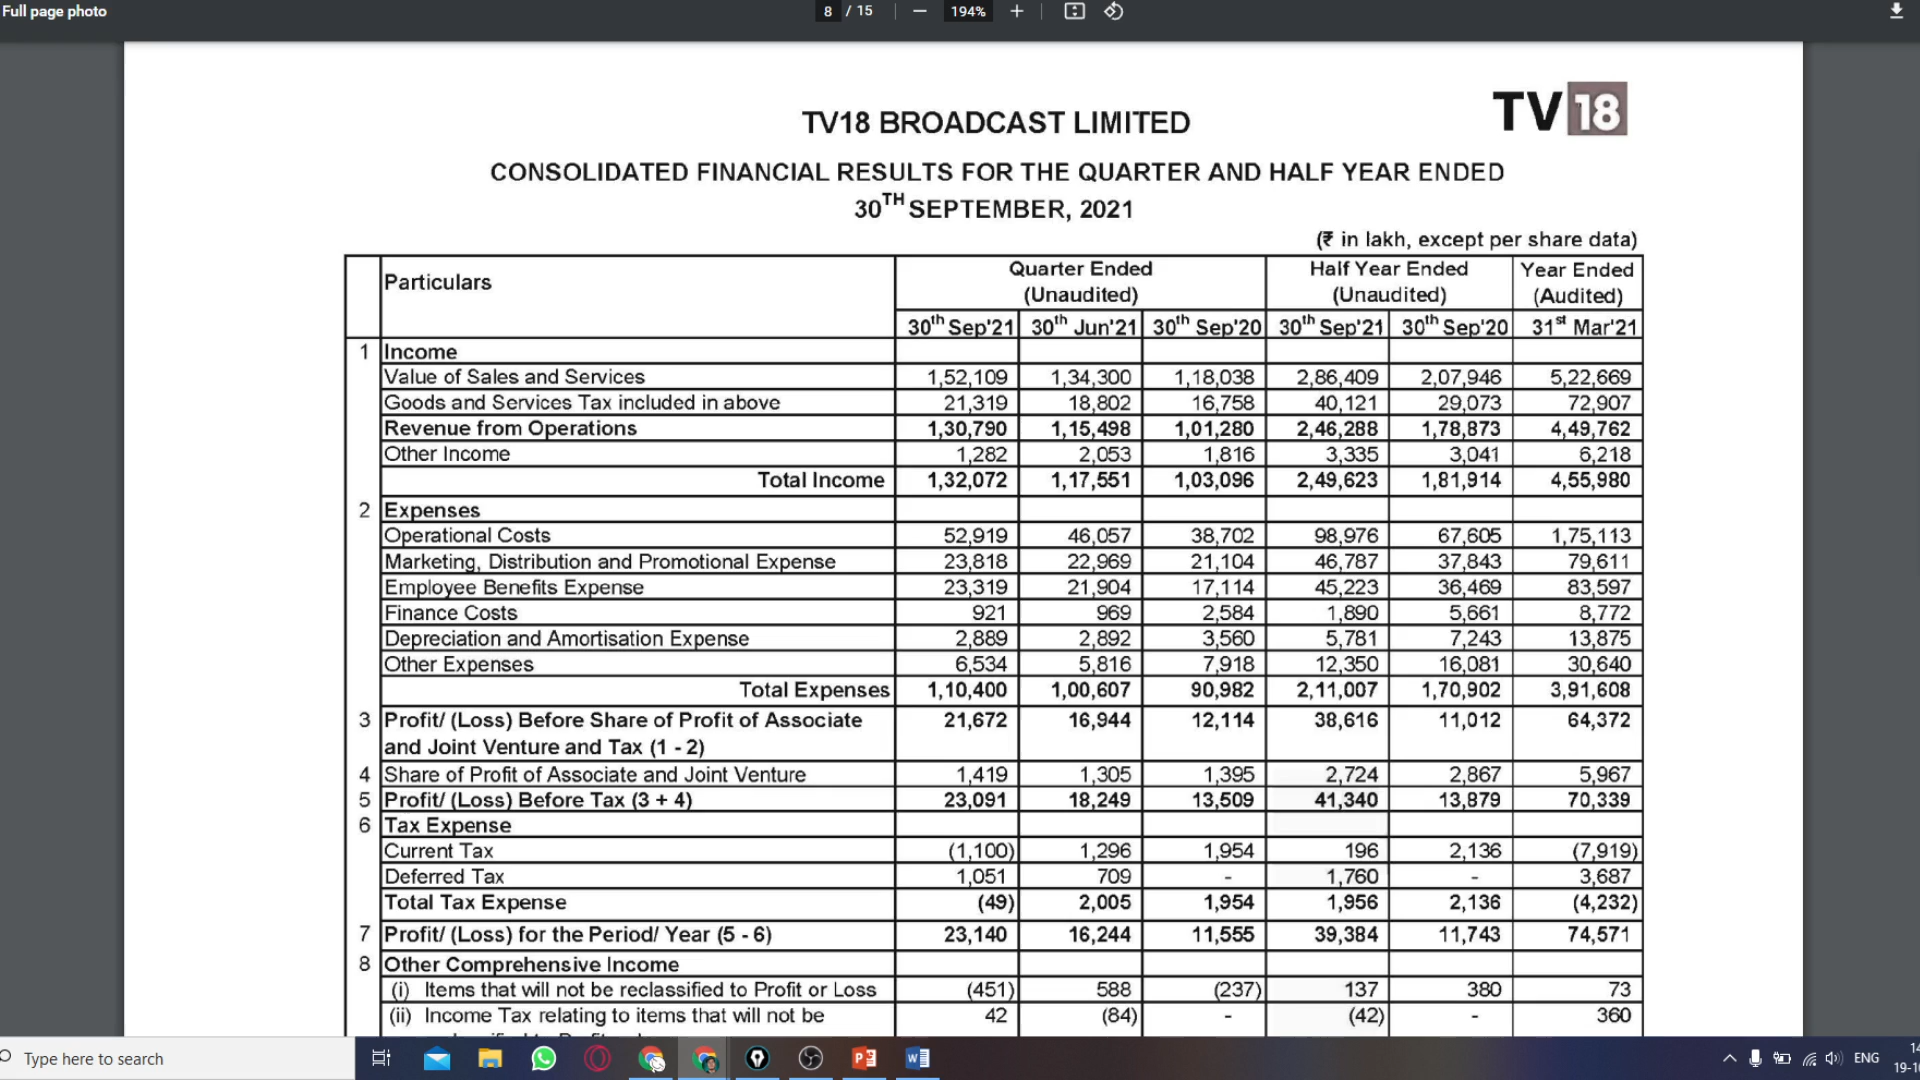 Full page photo
8 / 15 — 194% +
TV18
TV18 BROADCAST LIMITED
CONSOLIDATED FINANCIAL RESULTS FOR THE QUARTER AND HALF YEAR ENDED
30TH SEPTEMBER, 2021
(₹ in lakh, except per share data)
Particulars Quarter Ended (Unaudited) Half Year Ended (Unaudited) Year Ended (Audited)
30th Sep'21 30th Jun'21 30th Sep'20 30th Sep'21 30th Sep'20 31st Mar'21
1 Income
Value of Sales and Services 1,52,109 1,34,300 1,18,038 2,86,409 2,07,946 5,22,669
Goods and Services Tax included in above 21,319 18,802 16,758 40,121 29,073 72,907
Revenue from Operations 1,30,790 1,15,498 1,01,280 2,46,288 1,78,873 4,49,762
Other Income 1,282 2,053 1,816 3,335 3,041 6,218
Total Income 1,32,072 1,17,551 1,03,096 2,49,623 1,81,914 4,55,980
2 Expenses
Operational Costs 52,919 46,057 38,702 98,976 67,605 1,75,113
Marketing, Distribution and Promotional Expense 23,818 22,969 21,104 46,787 37,843 79,611
Employee Benefits Expense 23,319 21,904 17,114 45,223 36,469 83,597
Finance Costs 921 969 2,584 1,890 5,661 8,772
Depreciation and Amortisation Expense 2,889 2,892 3,560 5,781 7,243 13,875
Other Expenses 6,534 5,816 7,918 12,350 16,081 30,640
Total Expenses 1,10,400 1,00,607 90,982 2,11,007 1,70,902 3,91,608
3 Profit/ (Loss) Before Share of Profit of Associate 21,672 16,944 12,114 38,616 11,012 64,372
and Joint Venture and Tax (1 - 2)
4 Share of Profit of Associate and Joint Venture 1,419 1,305 1,395 2,724 2,867 5,967
5 Profit/ (Loss) Before Tax (3 + 4) 23,091 18,249 13,509 41,340 13,879 70,339
6 Tax Expense
Current Tax (1,100) 1,296 1,954 196 2,136 (7,919)
Deferred Tax 1,051 709 - 1,760 - 3,687
Total Tax Expense (49) 2,005 1,954 1,956 2,136 (4,232)
7 Profit/ (Loss) for the Period/ Year (5 - 6) 23,140 16,244 11,555 39,384 11,743 74,571
8 Other Comprehensive Income
(i) Items that will not be reclassified to Profit or Loss (451) 588 (237) 137 380 73
(ii) Income Tax relating to items that will not be 42 (84) - (42) - 360
Type here to search
ENG